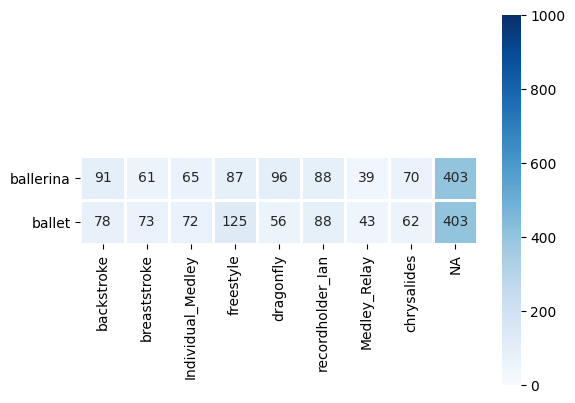 1000
800
600
400
200
0
ballerina 91 61 65 87 96 88 39 70 403
ballet 78 73 72 125 56 88 43 62 403
backstroke
breaststroke
Individual_Medley
freestyle
dragonfly
recordholder_Ian
Medley_Relay
chrysalides
NA